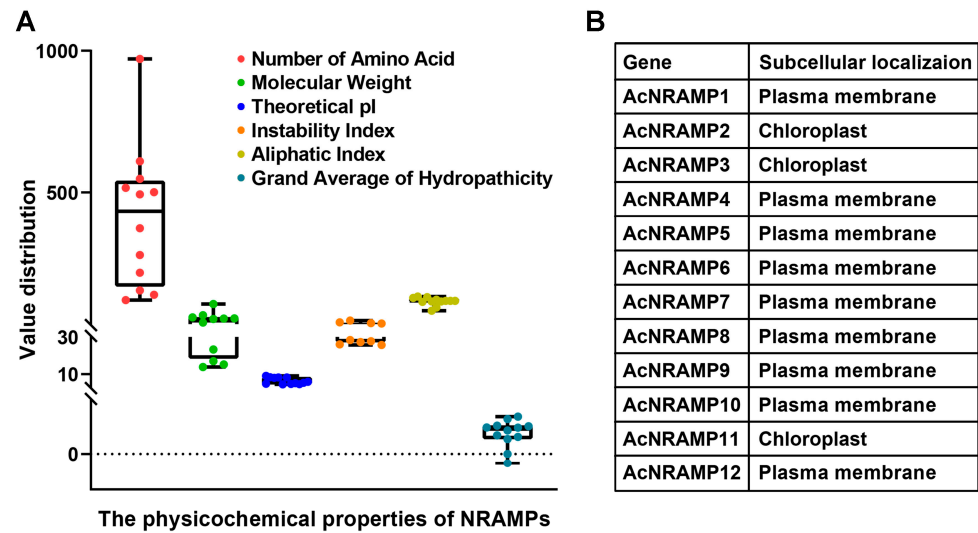 A
1000
500
30
10
0
Value distribution
Number of Amino Acid
Molecular Weight
Theoretical pI
Instability Index
Aliphatic Index
Grand Average of Hydropathicity
The physicochemical properties of NRAMPs
B
Gene Subcellular localizaion
AcNRAMP1 Plasma membrane
AcNRAMP2 Chloroplast
AcNRAMP3 Chloroplast
AcNRAMP4 Plasma membrane
AcNRAMP5 Plasma membrane
AcNRAMP6 Plasma membrane
AcNRAMP7 Plasma membrane
AcNRAMP8 Plasma membrane
AcNRAMP9 Plasma membrane
AcNRAMP10 Plasma membrane
AcNRAMP11 Chloroplast
AcNRAMP12 Plasma membrane